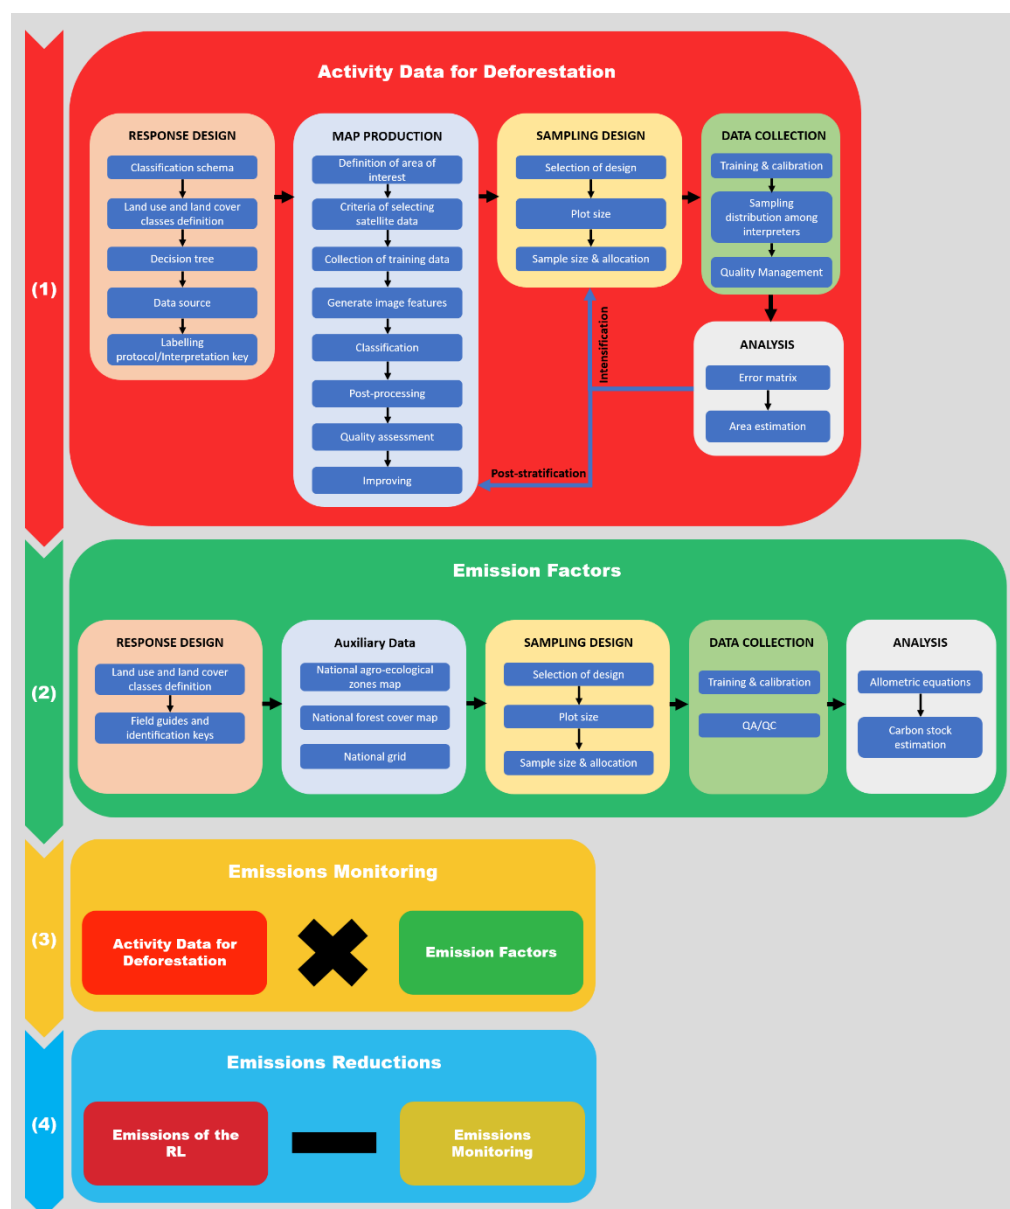 (1)
Activity Data for Deforestation
RESPONSE DESIGN
Classification schema
Land use and land cover
classes definition
Decision tree
Data source
Labelling
protocol/Interpretation key
MAP PRODUCTION
Definition of area of
interest
Criteria of selecting
satellite data
Collection of training data
Generate image features
Classification
Post-processing
Quality assessment
Improving
SAMPLING DESIGN
Selection of design
Plot size
Sample size & allocation
DATA COLLECTION
Training & calibration
Sampling
distribution among
interpreters
Quality Management
ANALYSIS
Error matrix
Area estimation
Intensification
Post-stratification
(2)
Emission Factors
RESPONSE DESIGN
Land use and land cover
classes definition
Field guides and
identification keys
Auxiliary Data
National agro-ecological
zones map
National forest cover map
National grid
SAMPLING DESIGN
Selection of design
Plot size
Sample size & allocation
DATA COLLECTION
Training & calibration
QA/QC
ANALYSIS
Allometric equations
Carbon stock
estimation
(3)
Emissions Monitoring
Activity Data for
Deforestation
Emission Factors
(4)
Emissions Reductions
Emissions of the
RL
Emissions
Monitoring